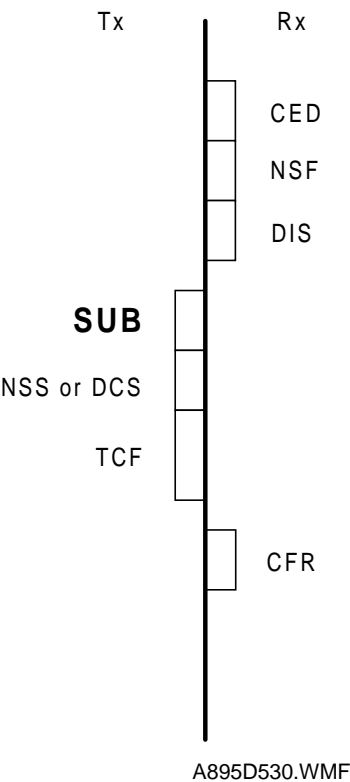 Tx Rx
CED
NSF
DIS
SUB
NSS or DCS
TCF
CFR
A895D530.WMF